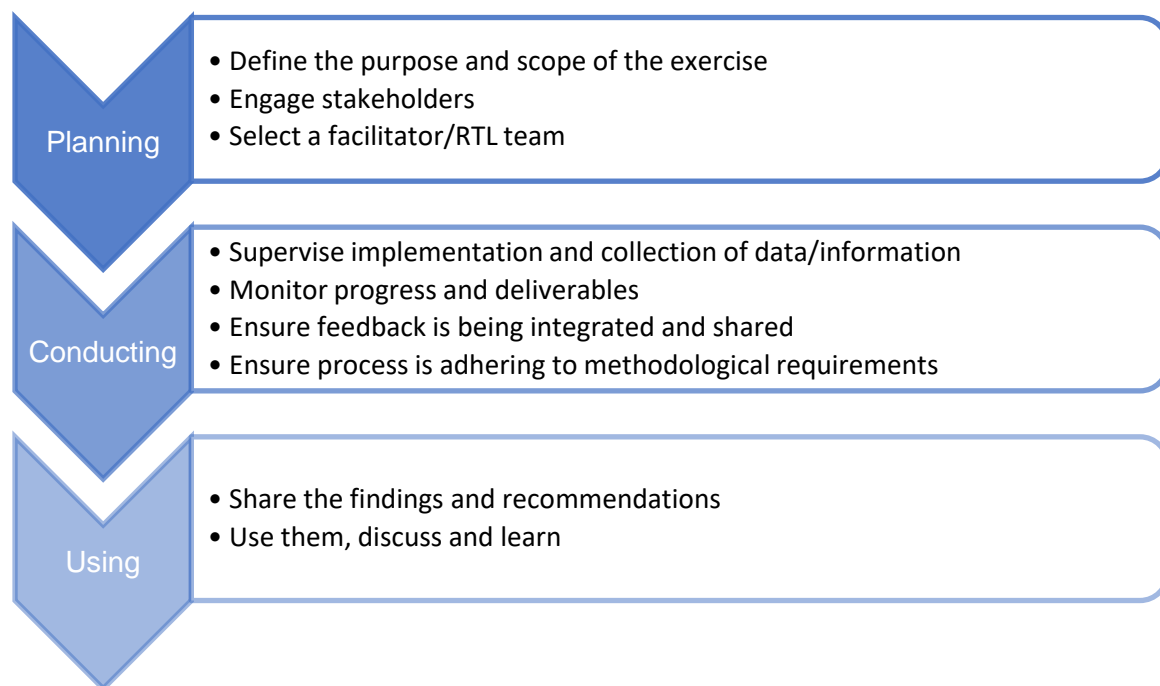 Planning
• Define the purpose and scope of the exercise
• Engage stakeholders
• Select a facilitator/RTL team
Conducting
• Supervise implementation and collection of data/information
• Monitor progress and deliverables
• Ensure feedback is being integrated and shared
• Ensure process is adhering to methodological requirements
Using
• Share the findings and recommendations
• Use them, discuss and learn